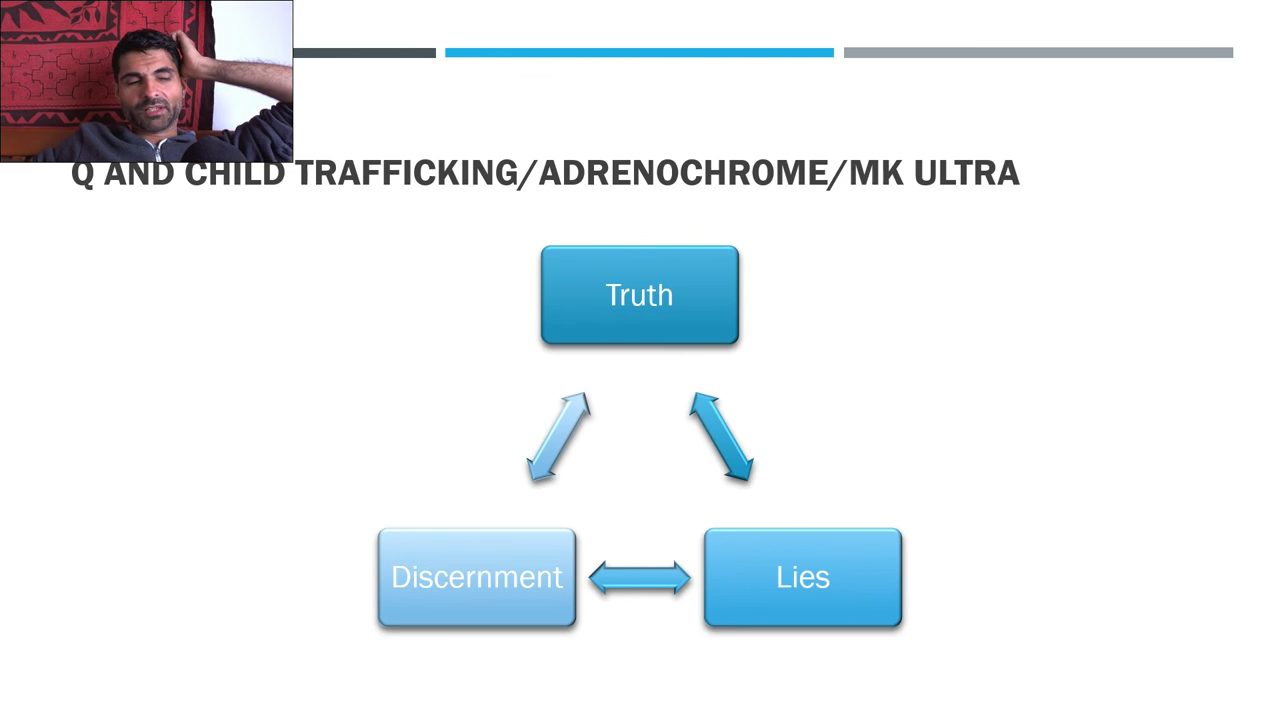 Q AND CHILD TRAFFICKING/ADRENOCHROME/MK ULTRA
Truth
Discernment
Lies